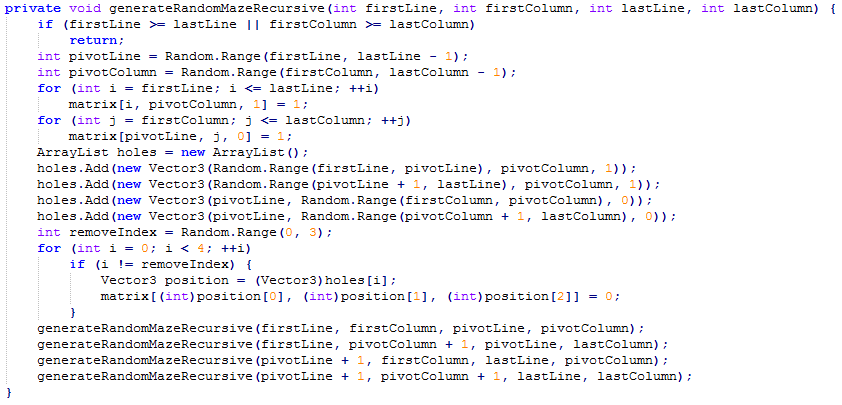 private void generateRandomMazeRecursive(int firstLine, int firstColumn, int lastLine, int lastColumn) {
    if (firstLine >= lastLine || firstColumn >= lastColumn)
        return;
    int pivotLine = Random.Range(firstLine, lastLine - 1);
    int pivotColumn = Random.Range(firstColumn, lastColumn - 1);
    for (int i = firstLine; i <= lastLine; ++i)
        matrix[i, pivotColumn, 1] = 1;
    for (int j = firstColumn; j <= lastColumn; ++j)
        matrix[pivotLine, j, 0] = 1;
    ArrayList holes = new ArrayList();
    holes.Add(new Vector3(Random.Range(firstLine, pivotLine), pivotColumn, 1));
    holes.Add(new Vector3(Random.Range(pivotLine + 1, lastLine), pivotColumn, 1));
    holes.Add(new Vector3(pivotLine, Random.Range(firstColumn, pivotColumn), 0));
    holes.Add(new Vector3(pivotLine, Random.Range(pivotColumn + 1, lastColumn), 0));
    int removeIndex = Random.Range(0, 3);
    for (int i = 0; i < 4; ++i)
        if (i != removeIndex) {
            Vector3 position = (Vector3)holes[i];
            matrix[(int)position[0], (int)position[1], (int)position[2]] = 0;
        }
    generateRandomMazeRecursive(firstLine, firstColumn, pivotLine, pivotColumn);
    generateRandomMazeRecursive(firstLine, pivotColumn + 1, pivotLine, lastColumn);
    generateRandomMazeRecursive(pivotLine + 1, firstColumn, lastLine, pivotColumn);
    generateRandomMazeRecursive(pivotLine + 1, pivotColumn + 1, lastLine, lastColumn);
}